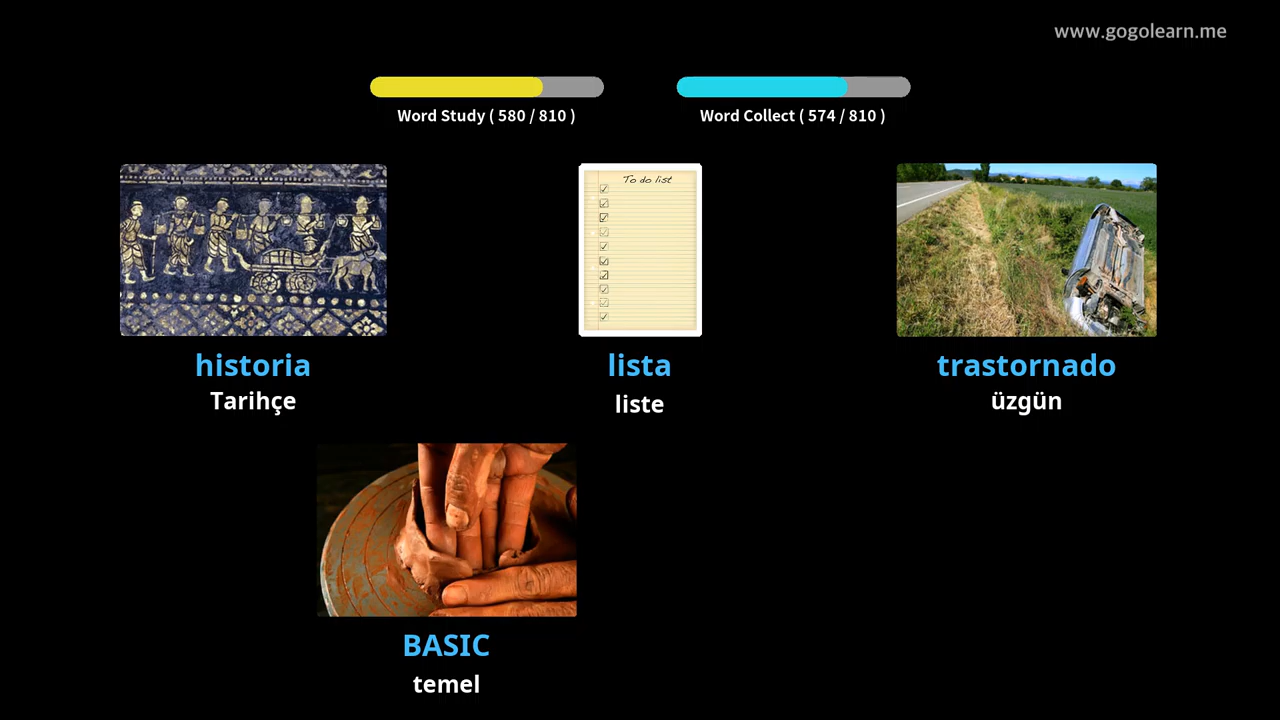 www.gogolearn.me
Word Study ( 580 / 810 )
Word Collect ( 574 / 810 )
To do list
historia
lista
trastornado
Tarihçe
liste
üzgün
BASIC
temel